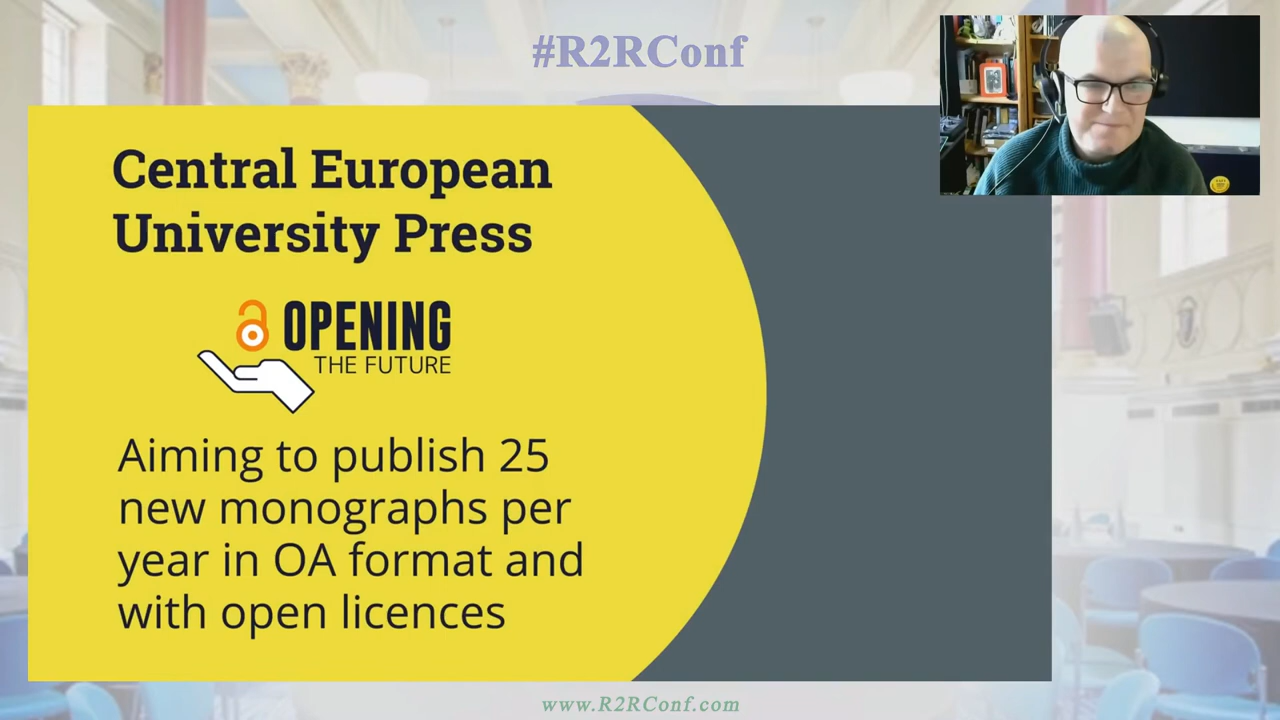 #R2RConf
Central European
University Press
OPENING
THE FUTURE
Aiming to publish 25
new monographs per
year in OA format and
with open licences
www.R2RConf.com